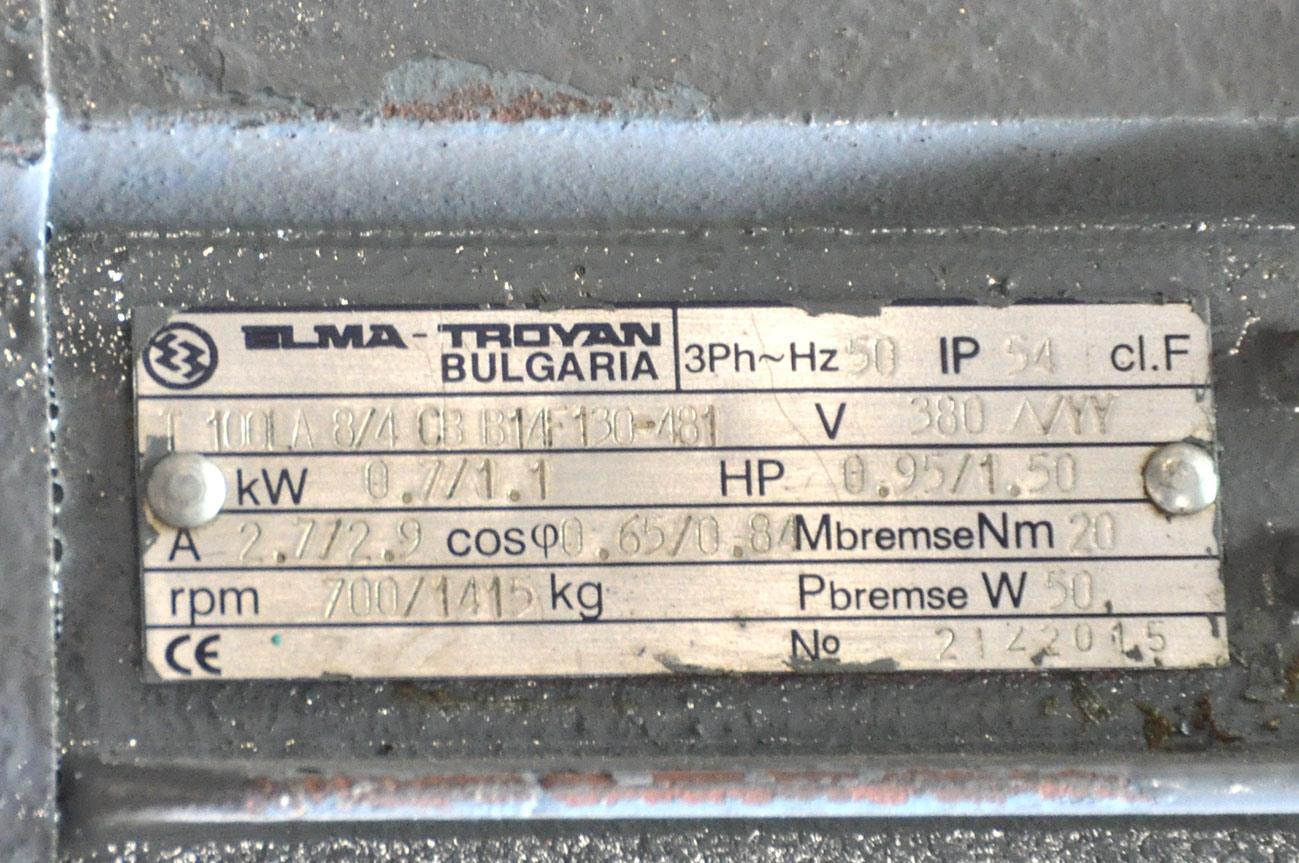 ELMA - TROYAN
BULGARIA
3Ph~Hz 50 IP 54 cl.F
T 100LA 8/4 CB B14F130-481 V 380 Λ/YY
kW 0.7/1.1 HP 0.95/1.50
A 2.7/2.9 cosφ 0.65/0.84 MbremseNm 20
rpm 700/1415 kg Pbremse W 50,
CE No 2122015